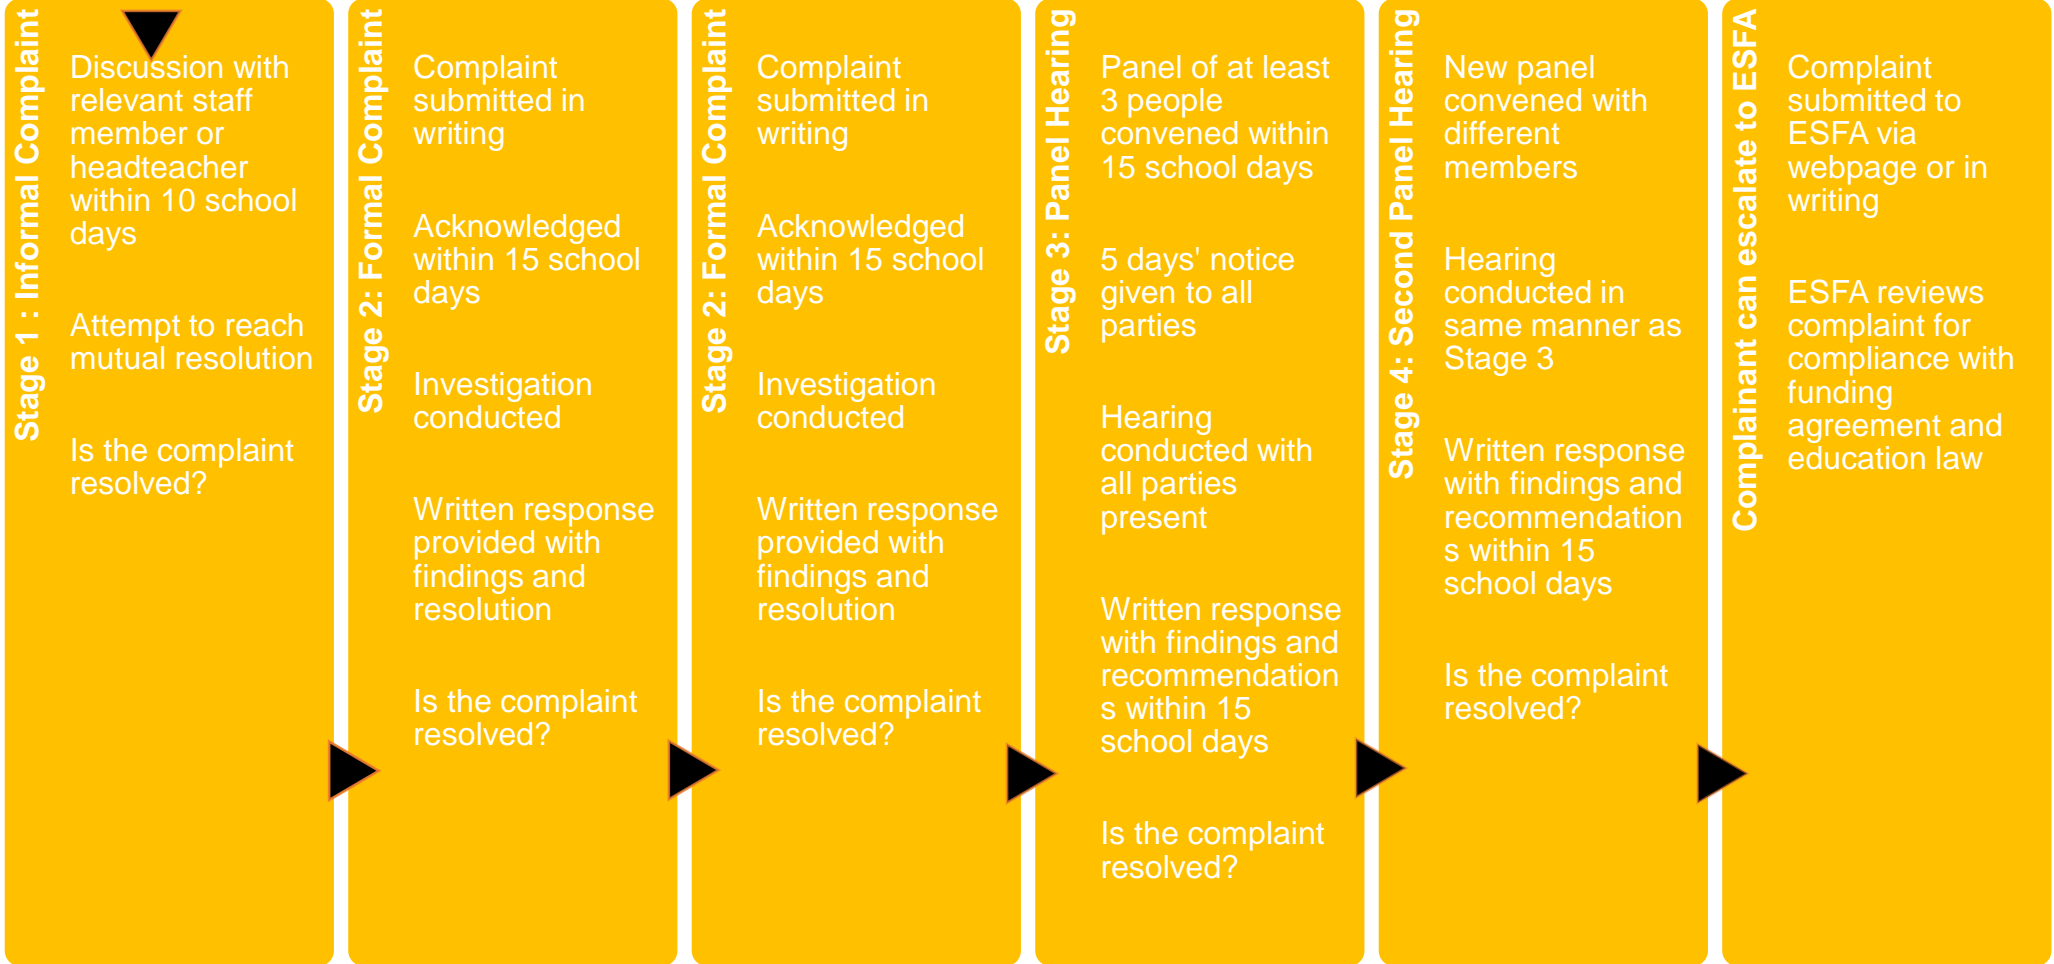 Stage 1 : Informal Complaint
Discussion with
relevant staff
member or
headteacher
within 10 school
days
Attempt to reach
mutual resolution
Is the complaint
resolved?
Stage 2: Formal Complaint
Complaint
submitted in
writing
Acknowledged
within 15 school
days
Investigation
conducted
Written response
provided with
findings and
resolution
Is the complaint
resolved?
Stage 2: Formal Complaint
Complaint
submitted in
writing
Acknowledged
within 15 school
days
Investigation
conducted
Written response
provided with
findings and
resolution
Is the complaint
resolved?
Stage 3: Panel Hearing
Panel of at least
3 people
convened within
15 school days
5 days' notice
given to all
parties
Hearing
conducted with
all parties
present
Written response
with findings and
recommendation
s within 15
school days
Is the complaint
resolved?
Stage 4: Second Panel Hearing
New panel
convened with
different
members
Hearing
conducted in
same manner as
Stage 3
Written response
with findings and
recommendation
s within 15
school days
Is the complaint
resolved?
Complainant can escalate to ESFA
Complaint
submitted to
ESFA via
webpage or in
writing
ESFA reviews
complaint for
compliance with
funding
agreement and
education law